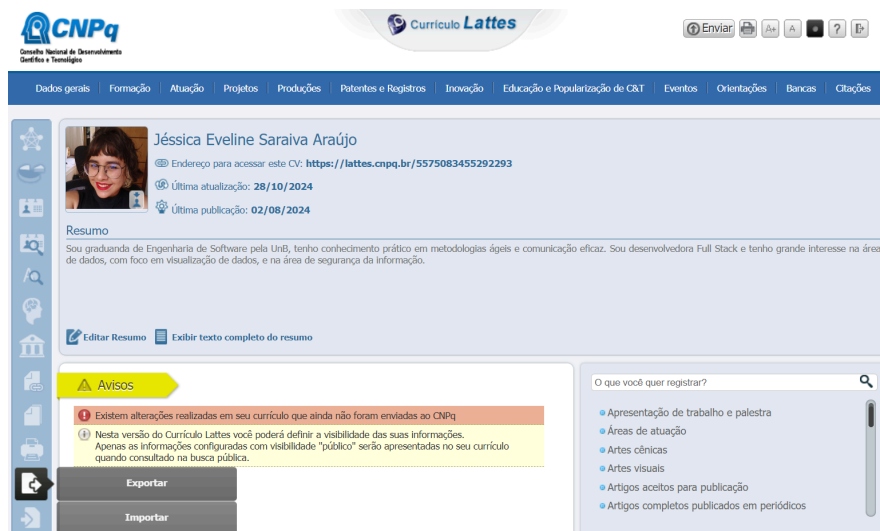 CNPq
Conselho Nacional de Desenvolvimento
Científico e Tecnológico
Currículo Lattes
Enviar
A+
A
?
Dados gerais Formação Atuação Projetos Produções Patentes e Registros Inovação Educação e Popularização de C&T Eventos Orientações Bancas Citações
Jéssica Eveline Saraiva Araújo
Endereço para acessar este CV: https://lattes.cnpq.br/5575083455292293
Última atualização: 28/10/2024
Última publicação: 02/08/2024
Resumo
Sou graduanda de Engenharia de Software pela UnB, tenho conhecimento prático em metodologias ágeis e comunicação eficaz. Sou desenvolvedora Full Stack e tenho grande interesse na área
de dados, com foco em visualização de dados, e na área de segurança da informação.
Editar Resumo Exibir texto completo do resumo
Avisos
Existem alterações realizadas em seu currículo que ainda não foram enviadas ao CNPq
Nesta versão do Currículo Lattes você poderá definir a visibilidade das suas informações.
Apenas as informações configuradas com visibilidade "público" serão apresentadas no seu currículo
quando consultado na busca pública.
Exportar
Importar
O que você quer registrar?
Apresentação de trabalho e palestra
Áreas de atuação
Artes cênicas
Artes visuais
Artigos aceitos para publicação
Artigos completos publicados em periódicos